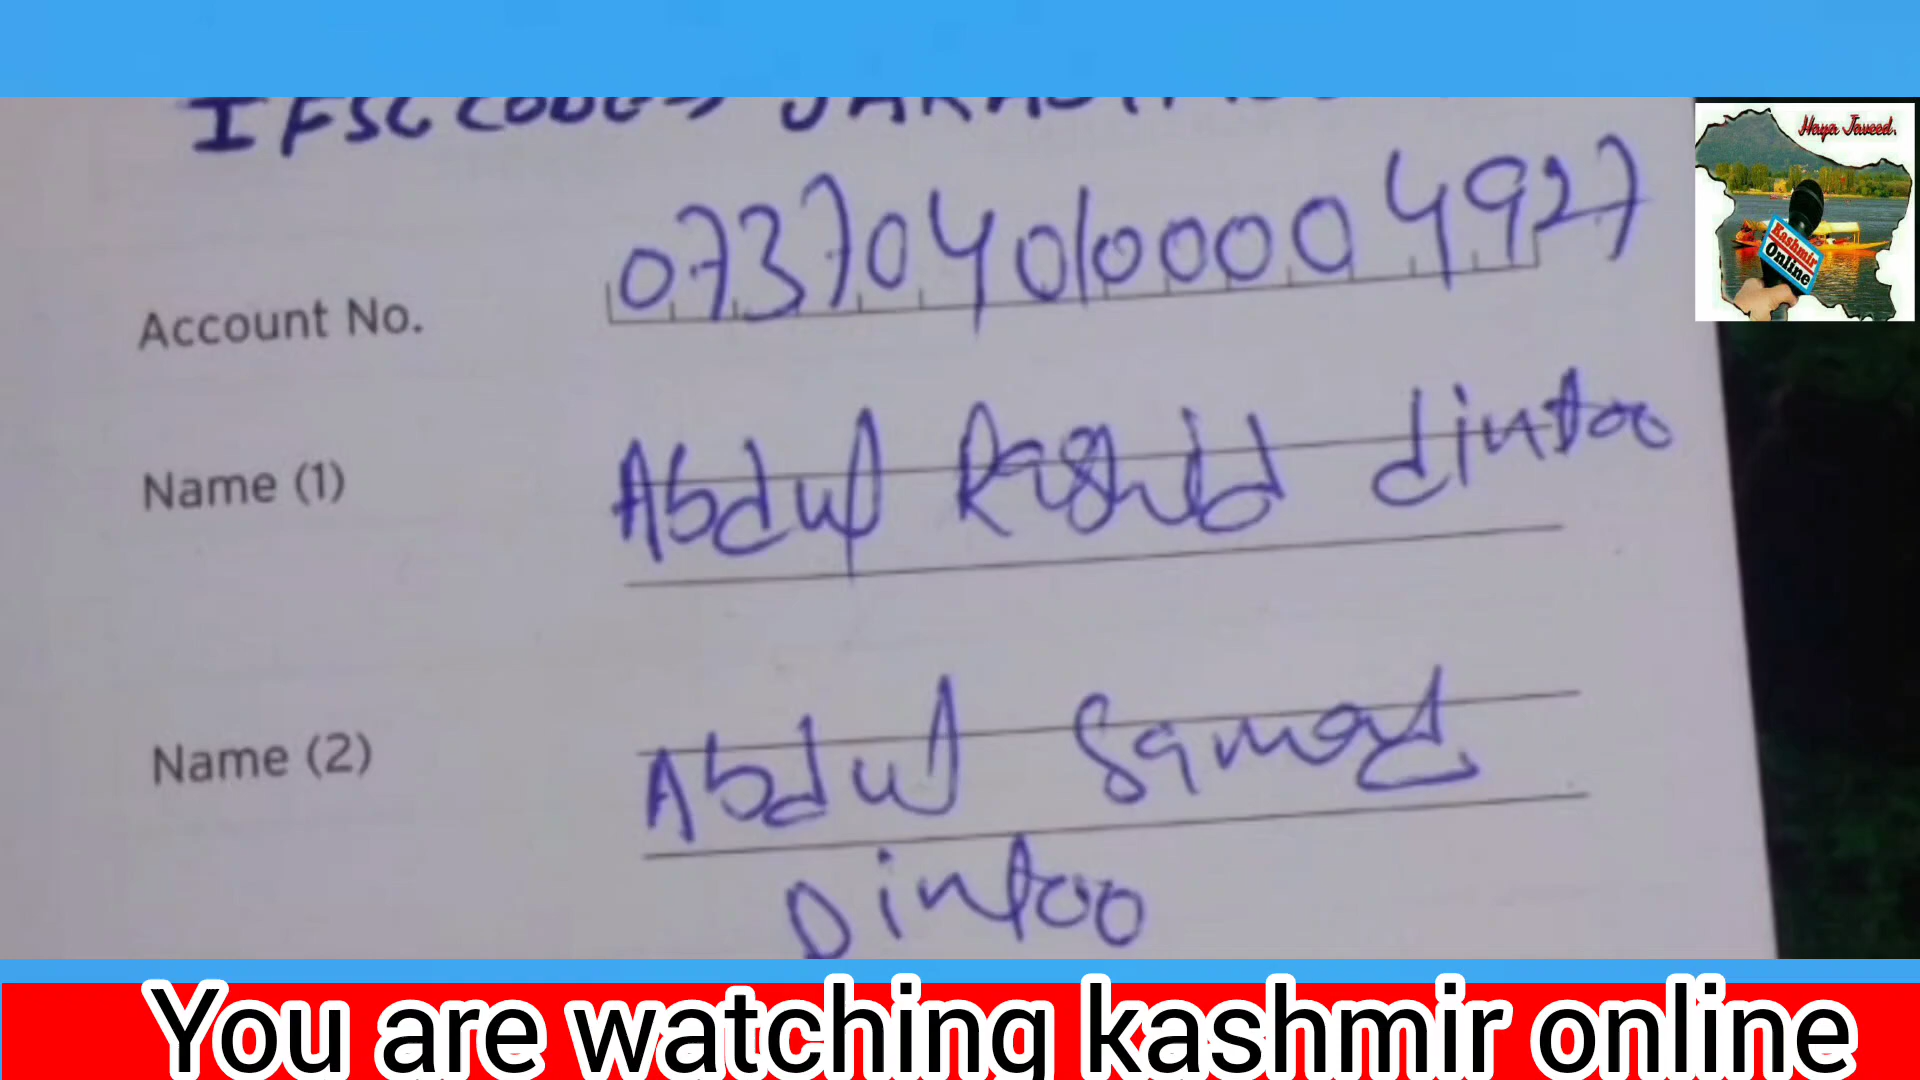 IFSC CODE→
Haya Javeed.
Kashmir
Online
0737040100004927
Account No.
Name (1) Abdul Rashid dintoo
Name (2) Abdul Samad
Dintoo
You are watching kashmir online